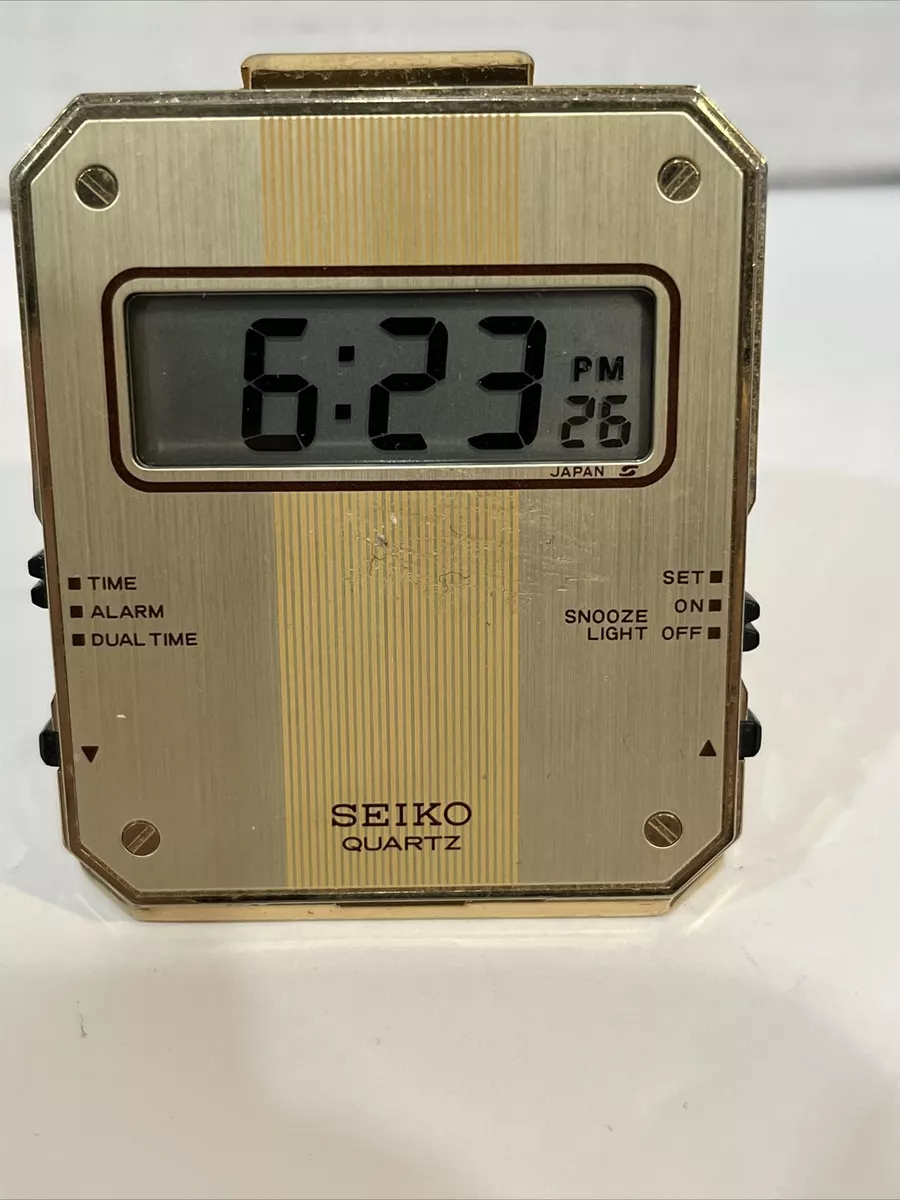 6:23 PM
26
JAPAN
TIME
ALARM
DUAL TIME
SET
ON
SNOOZE
LIGHT OFF
SEIKO
QUARTZ